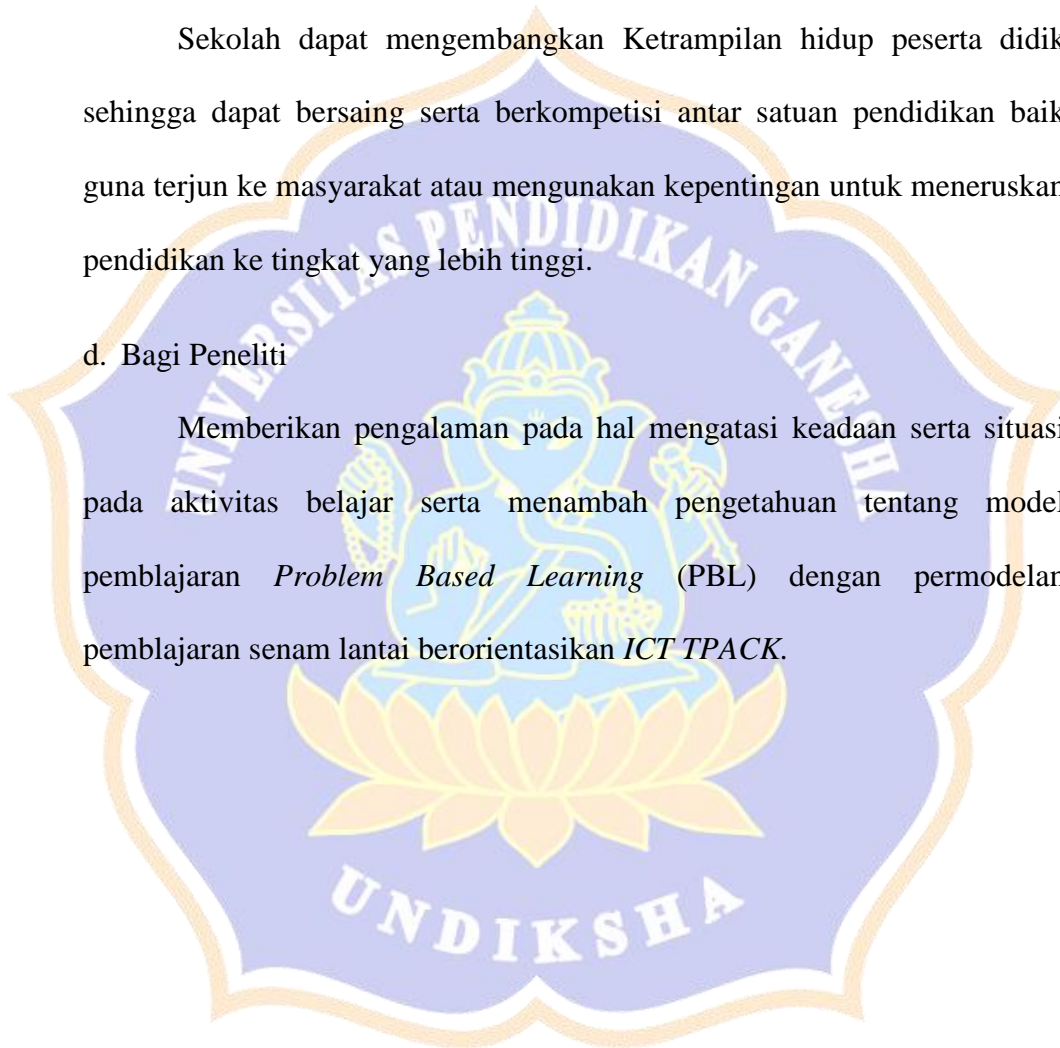 Sekolah dapat mengembangkan Ketrampilan hidup peserta didik
sehingga dapat bersaing serta berkompetisi antar satuan pendidikan baik
guna terjun ke masyarakat atau mengunakan kepentingan untuk meneruskan
pendidikan ke tingkat yang lebih tinggi.
d. Bagi Peneliti
Memberikan pengalaman pada hal mengatasi keadaan serta situasi
pada aktivitas belajar serta menambah pengetahuan tentang model
pemblajaran Problem Based Learning (PBL) dengan permodelan
pemblajaran senam lantai berorientasikan ICT TPACK.
UNIVERSITAS PENDIDIKAN GANESHA
UNDIKSHA